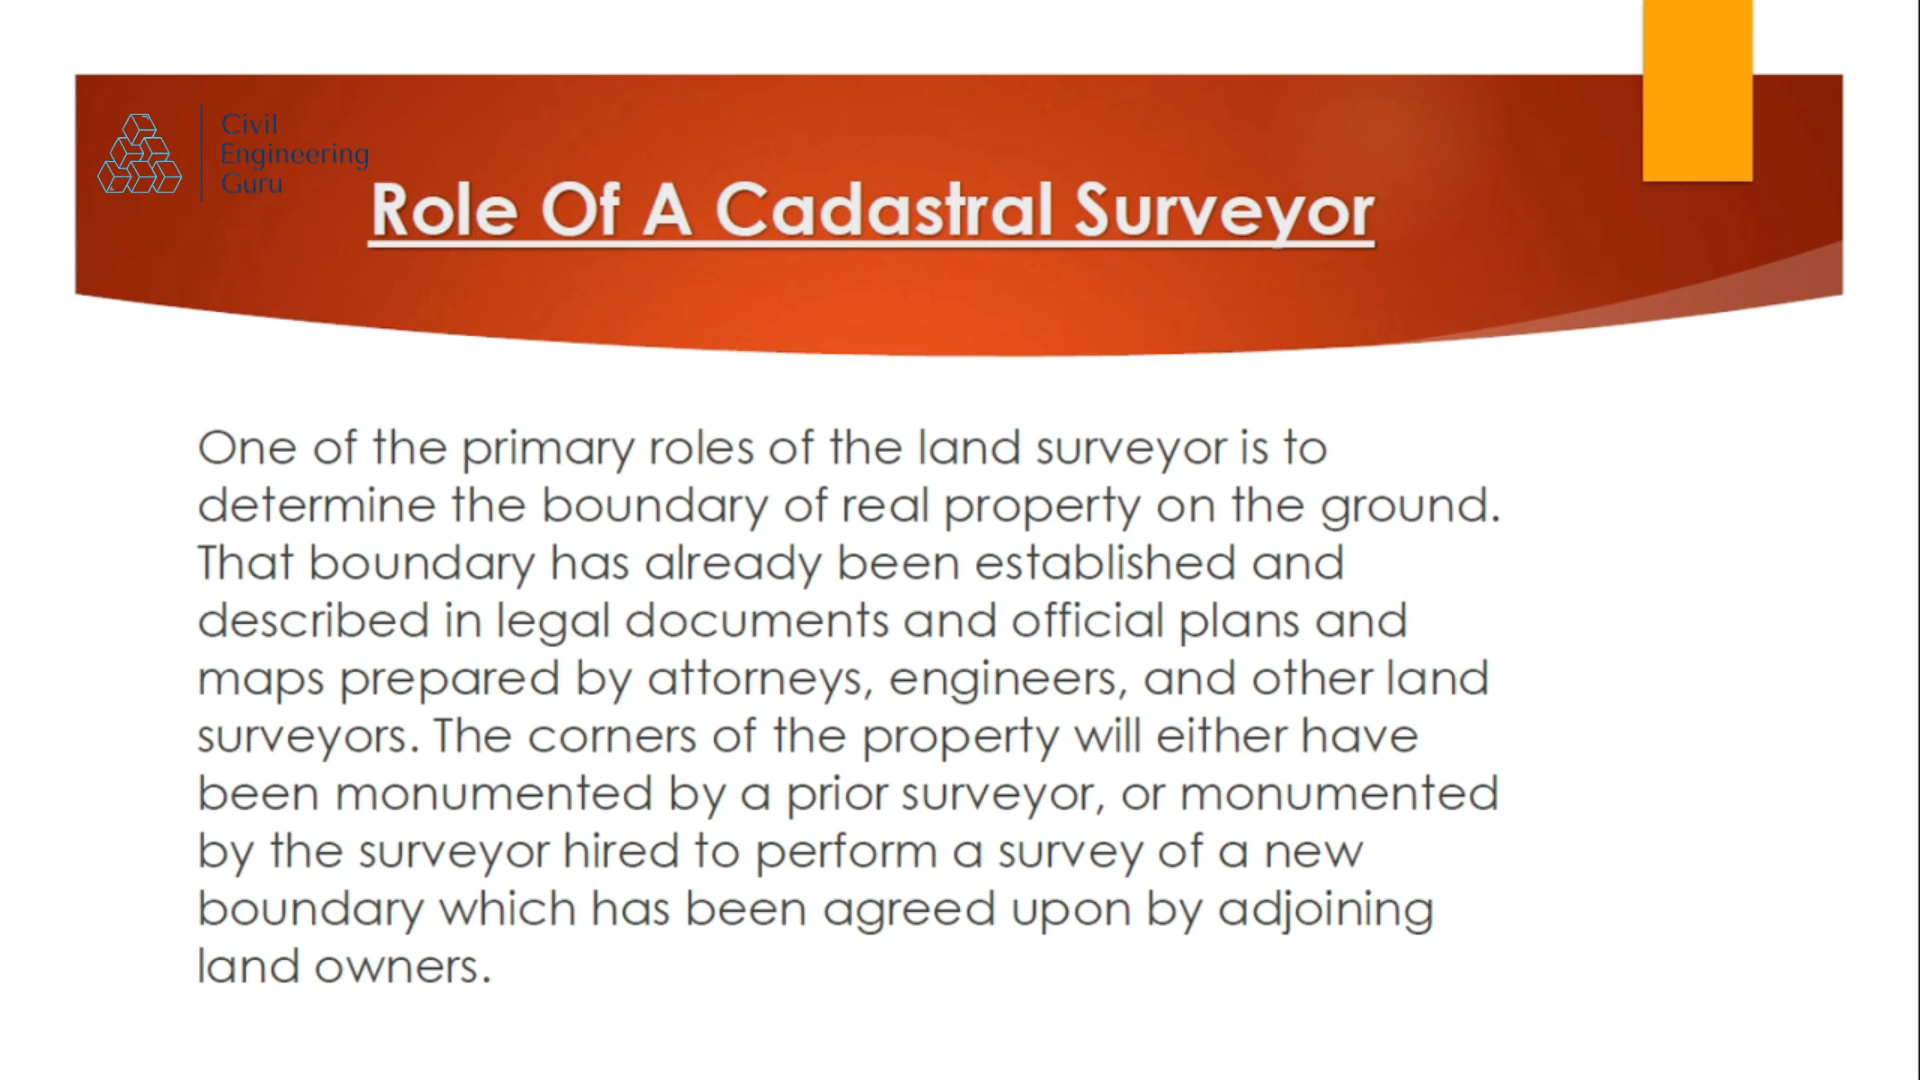 Civil
Engineering
Guru
Role Of A Cadastral Surveyor
One of the primary roles of the land surveyor is to
determine the boundary of real property on the ground.
That boundary has already been established and
described in legal documents and official plans and
maps prepared by attorneys, engineers, and other land
surveyors. The corners of the property will either have
been monumented by a prior surveyor, or monumented
by the surveyor hired to perform a survey of a new
boundary which has been agreed upon by adjoining
land owners.